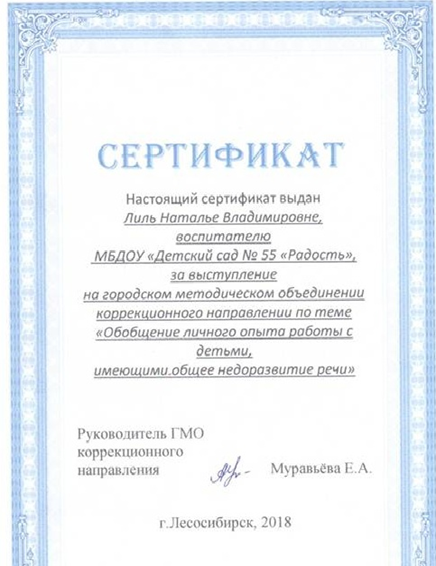 СЕРТИФИКАТ
Настоящий сертификат выдан
Лиль Наталье Владимировне,
воспитателю
МБДОУ «Детский сад № 55 «Радость»,
за выступление
на городском методическом объединении
коррекционного направлении по теме
«Обобщение личного опыта работы с
детьми,
имеющими.общее недоразвитие речи»
Руководитель ГМО
коррекционного
направления Муравьёва Е.А.
г.Лесосибирск, 2018